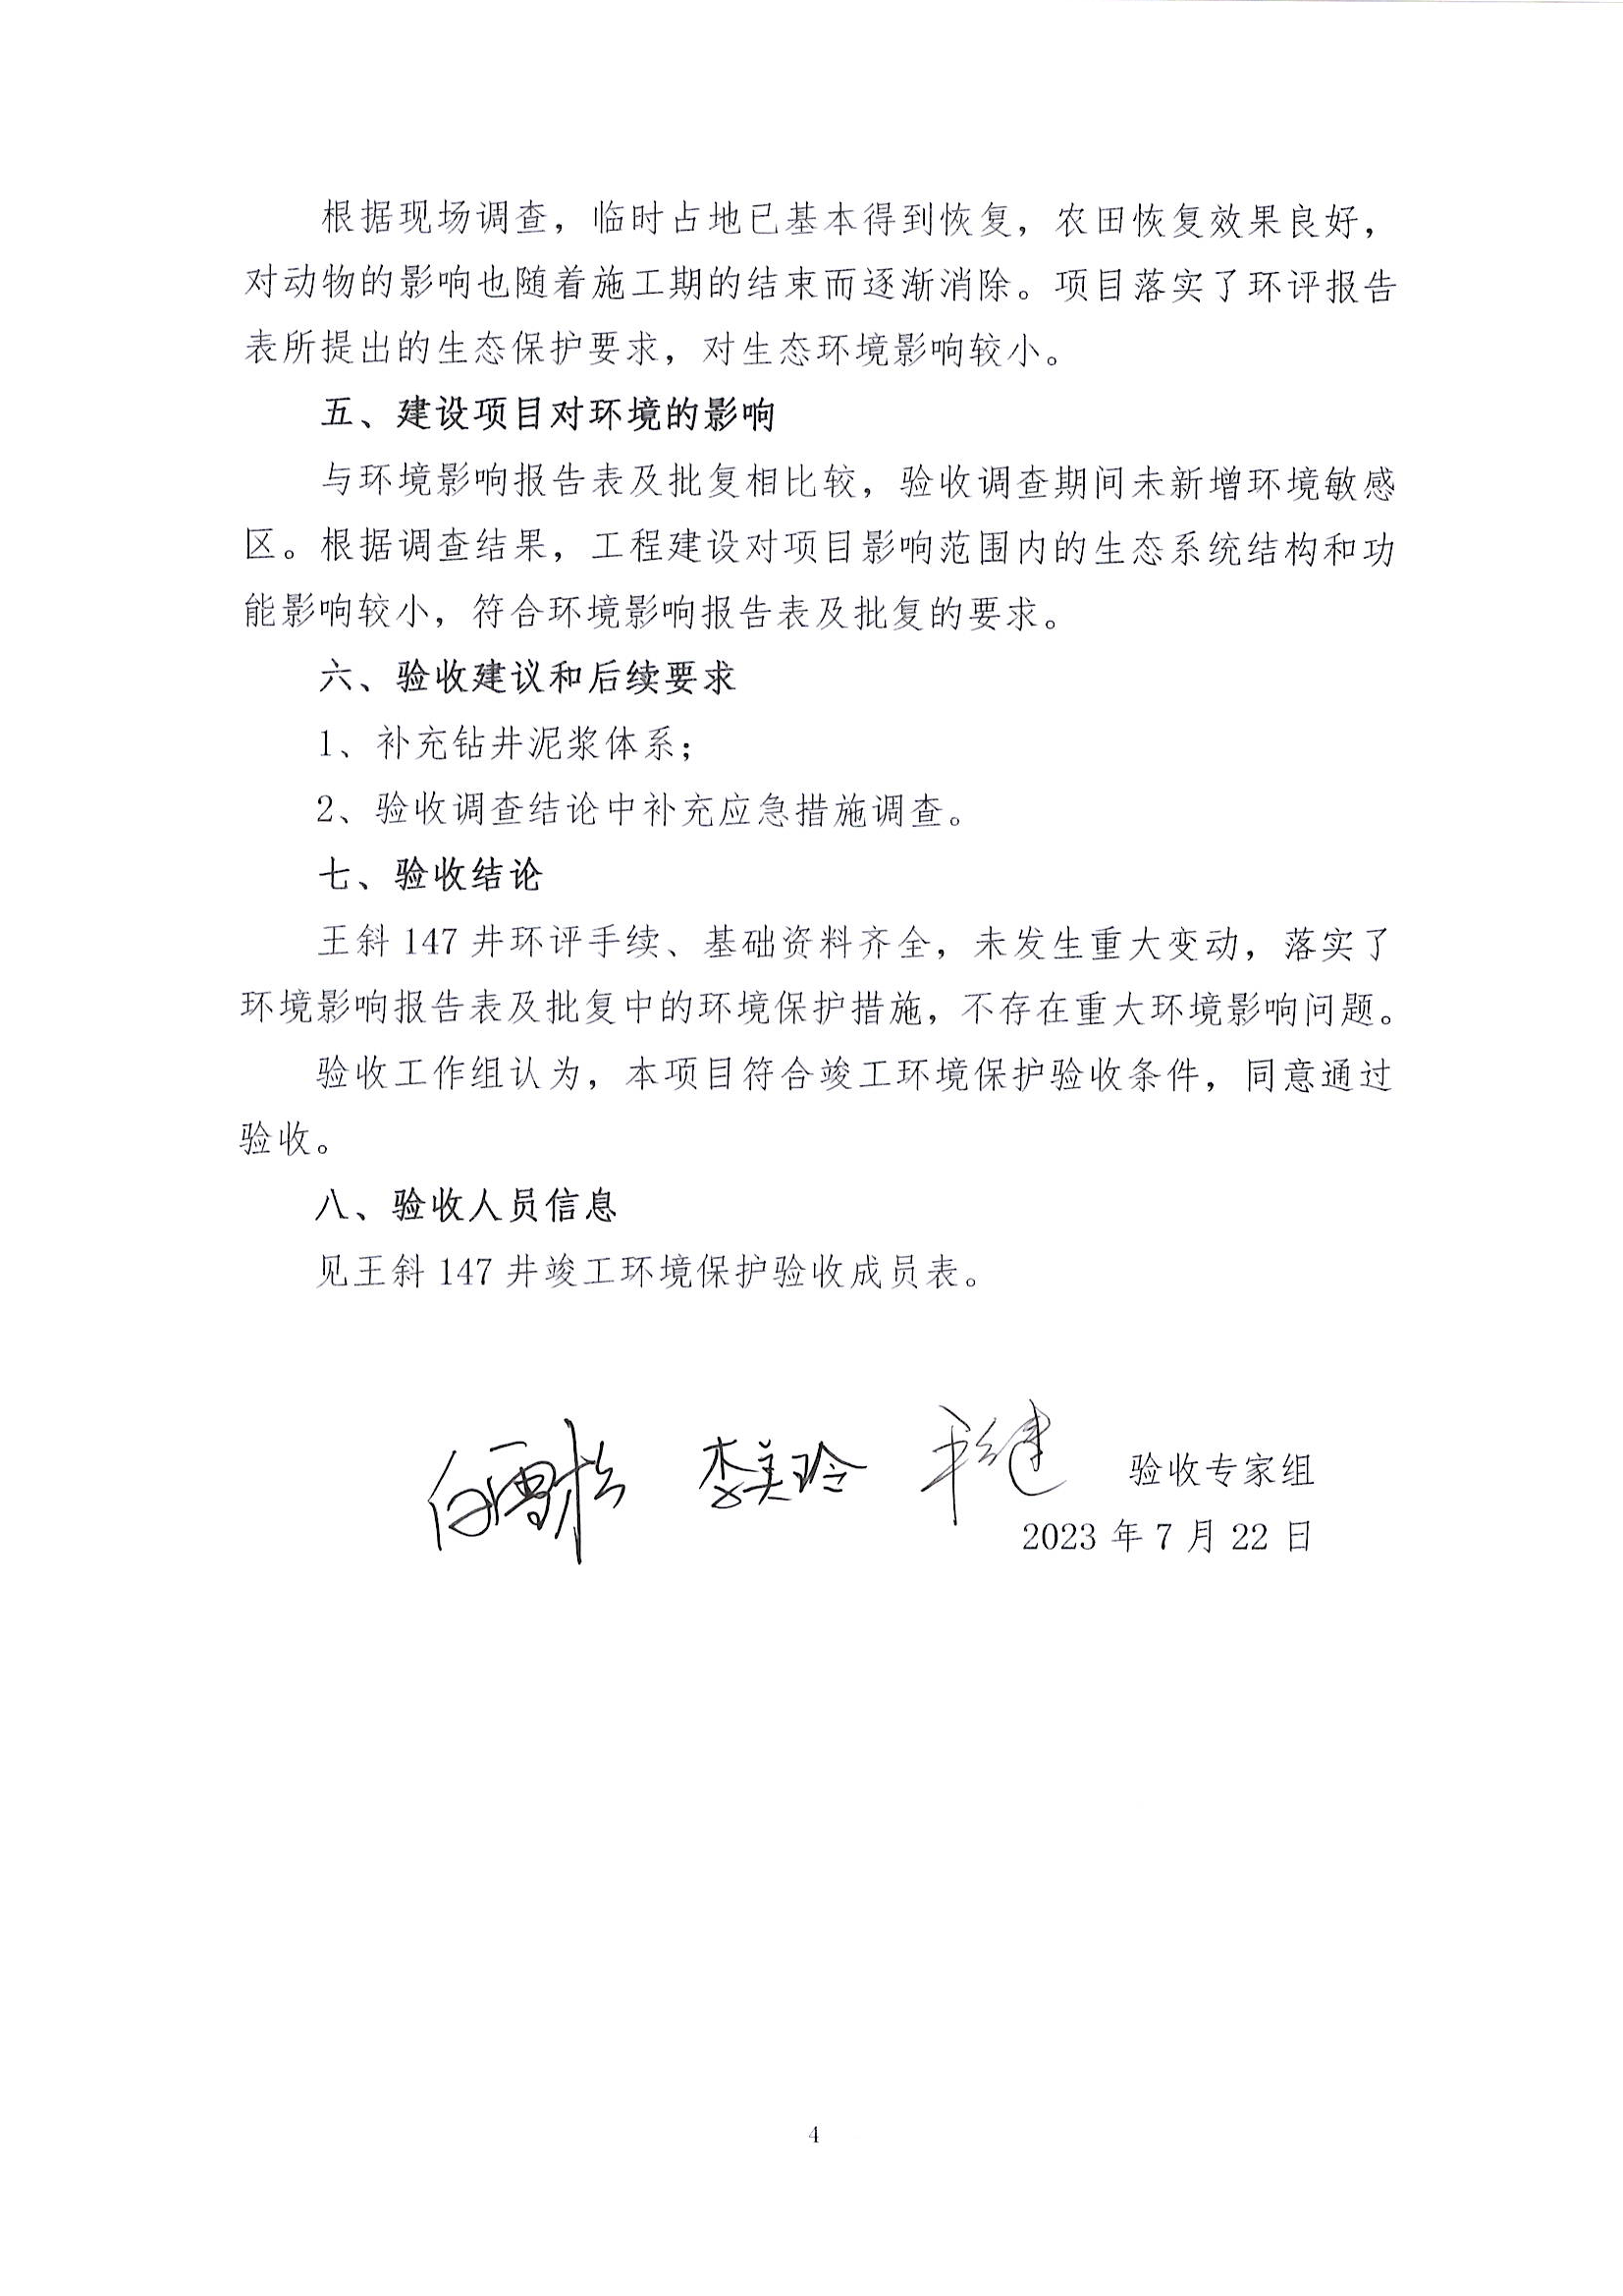 根据现场调查，临时占地已基本得到恢复，农田恢复效果良好，
对动物的影响也随着施工期的结束而逐渐消除。项目落实了环评报告
表所提出的生态保护要求，对生态环境影响较小。
五、建设项目对环境的影响
与环境影响报告表及批复相比较，验收调查期间未新增环境敏感
区。根据调查结果，工程建设对项目影响范围内的生态系统结构和功
能影响较小，符合环境影响报告表及批复的要求。
六、验收建议和后续要求
1、补充钻井泥浆体系；
2、验收调查结论中补充应急措施调查。
七、验收结论
王斜 147 井环评手续、基础资料齐全，未发生重大变动，落实了
环境影响报告表及批复中的环境保护措施，不存在重大环境影响问题。
验收工作组认为，本项目符合竣工环境保护验收条件，同意通过
验收。
八、验收人员信息
见王斜 147 井竣工环境保护验收成员表。
李美玲 验收专家组
2023 年 7 月 22 日
4